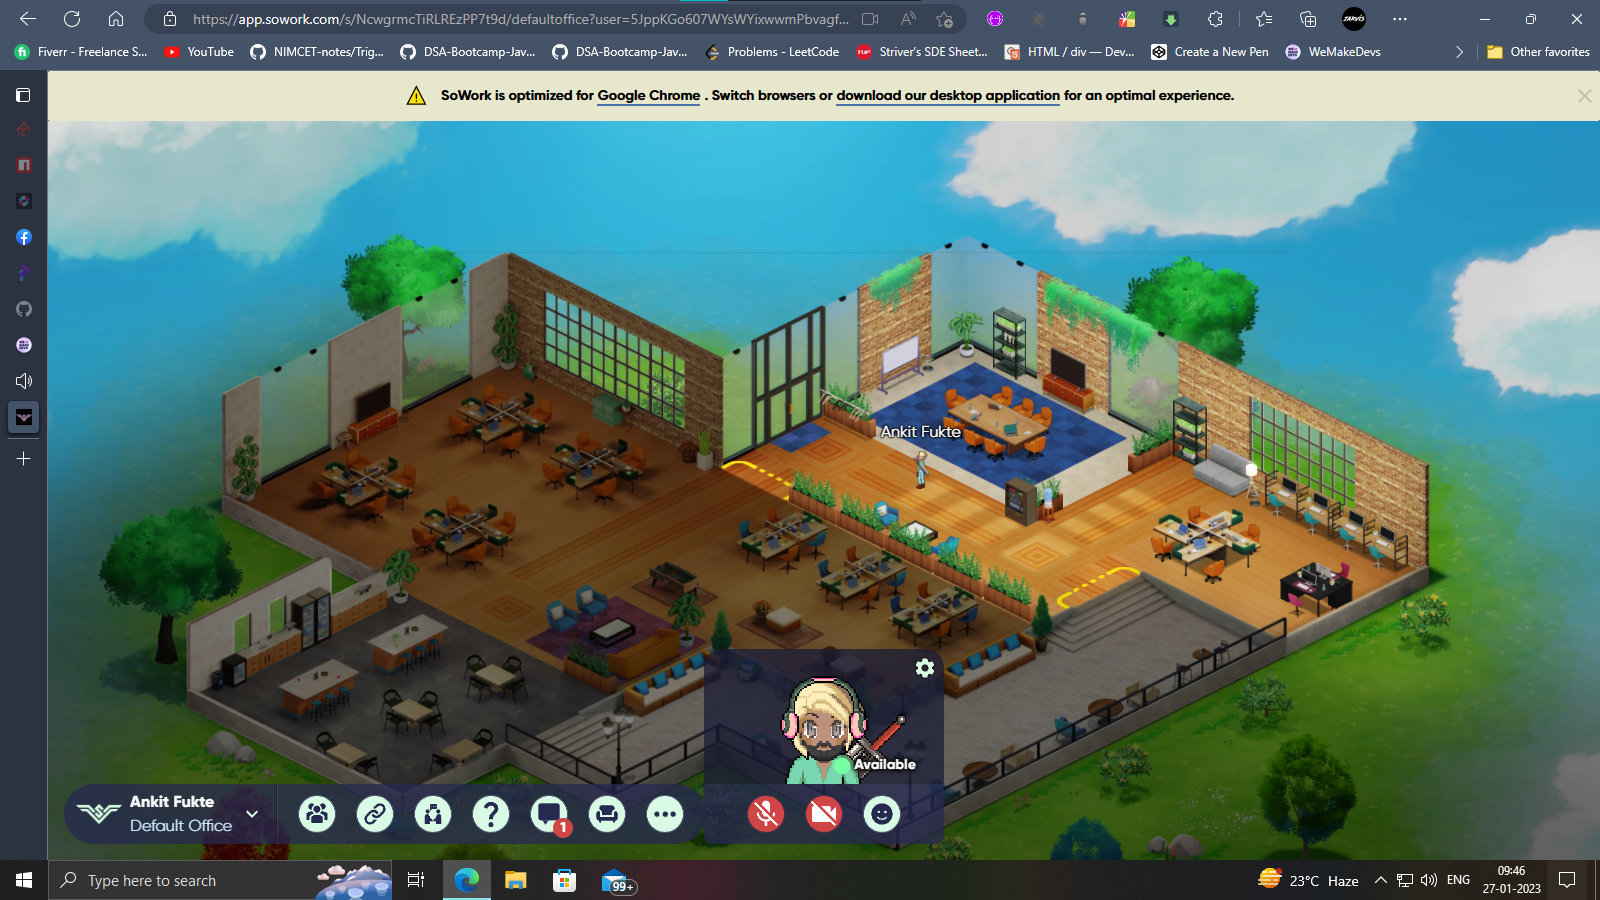 https://app.sowork.com/s/NcwgrmcTiRLREzPP7t9d/defaultoffice?user=5JppKGo607WYsWYixwwmPbvagf...
JARVIS
Fiverr - Freelance S...
YouTube
NIMCET-notes/Trig...
DSA-Bootcamp-Jav...
DSA-Bootcamp-Jav...
Problems - LeetCode
TUF Striver's SDE Sheet...
HTML / div — Dev...
Create a New Pen
WeMakeDevs
Other favorites
SoWork is optimized for Google Chrome . Switch browsers or download our desktop application for an optimal experience.
Ankit Fukte
Available
Ankit Fukte
Default Office
1
Type here to search
99+
23°C Haze
ENG
09:46
27-01-2023